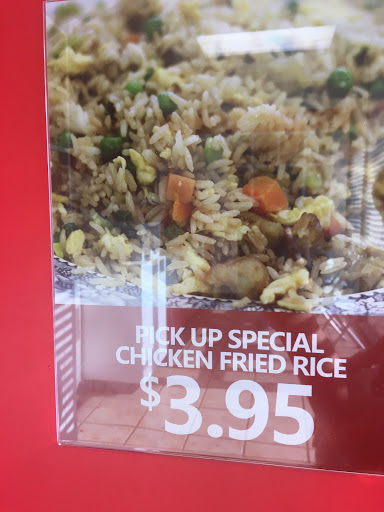 PICK UP SPECIAL
CHICKEN FRIED RICE
$3.95